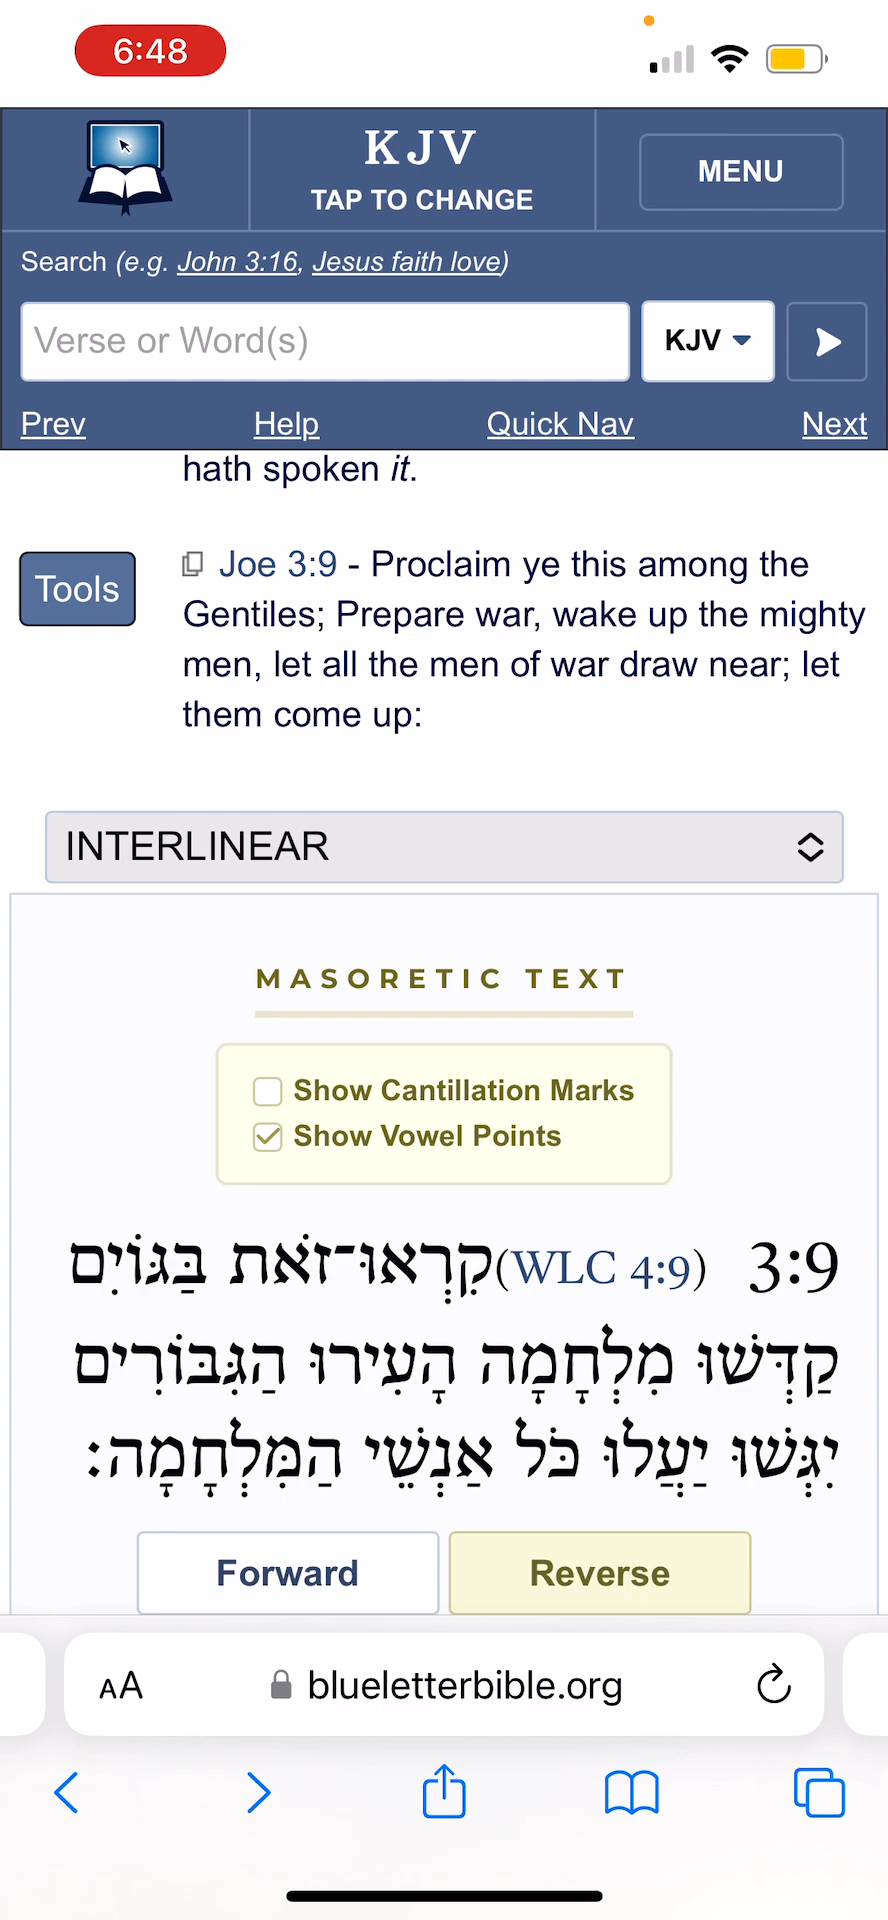 6:48
KJV
TAP TO CHANGE
MENU
Search (e.g. John 3:16, Jesus faith love)
Verse or Word(s)
KJV
Prev Help Quick Nav Next
hath spoken it.
Tools
Joe 3:9 - Proclaim ye this among the
Gentiles; Prepare war, wake up the mighty
men, let all the men of war draw near; let
them come up:
INTERLINEAR
MASORETIC TEXT
Show Cantillation Marks
Show Vowel Points
3:9 (WLC 4:9)קִרְאוּ־זֹאת בַּגּוֹיִם
קַדְּשׁוּ מִלְחָמָה הָעִירוּ הַגִּבּוֹרִים
יִגְּשׁוּ יַעֲלוּ כֹּל אַנְשֵׁי הַמִּלְחָמָה׃
Forward Reverse
AA blueletterbible.org